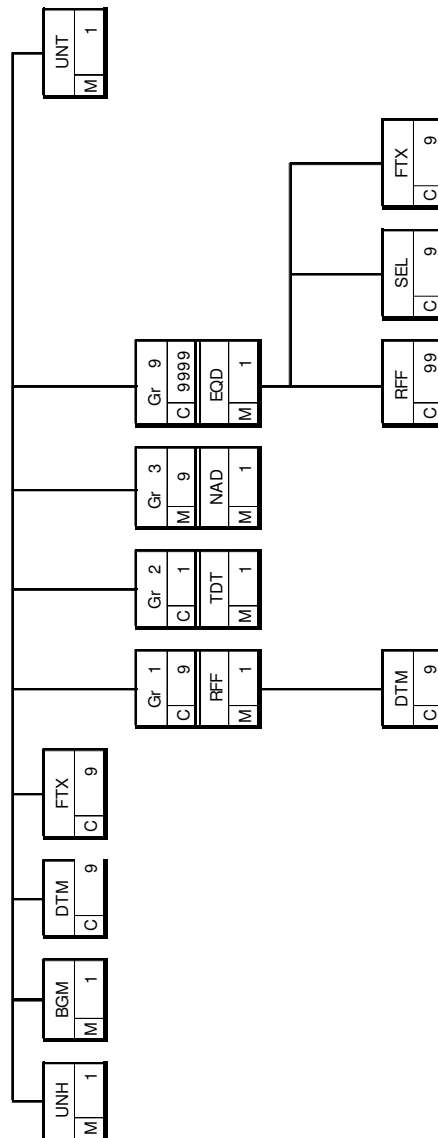 UNH
M 1
BGM
M 1
DTM
C 9
FTX
C 9
Gr 1
C 9
RFF
M 1
DTM
C 9
Gr 2
C 1
TDT
M 1
Gr 3
M 9
NAD
M 1
Gr 9
C 9999
EQD
M 1
RFF
C 99
SEL
C 9
FTX
C 9
UNT
M 1